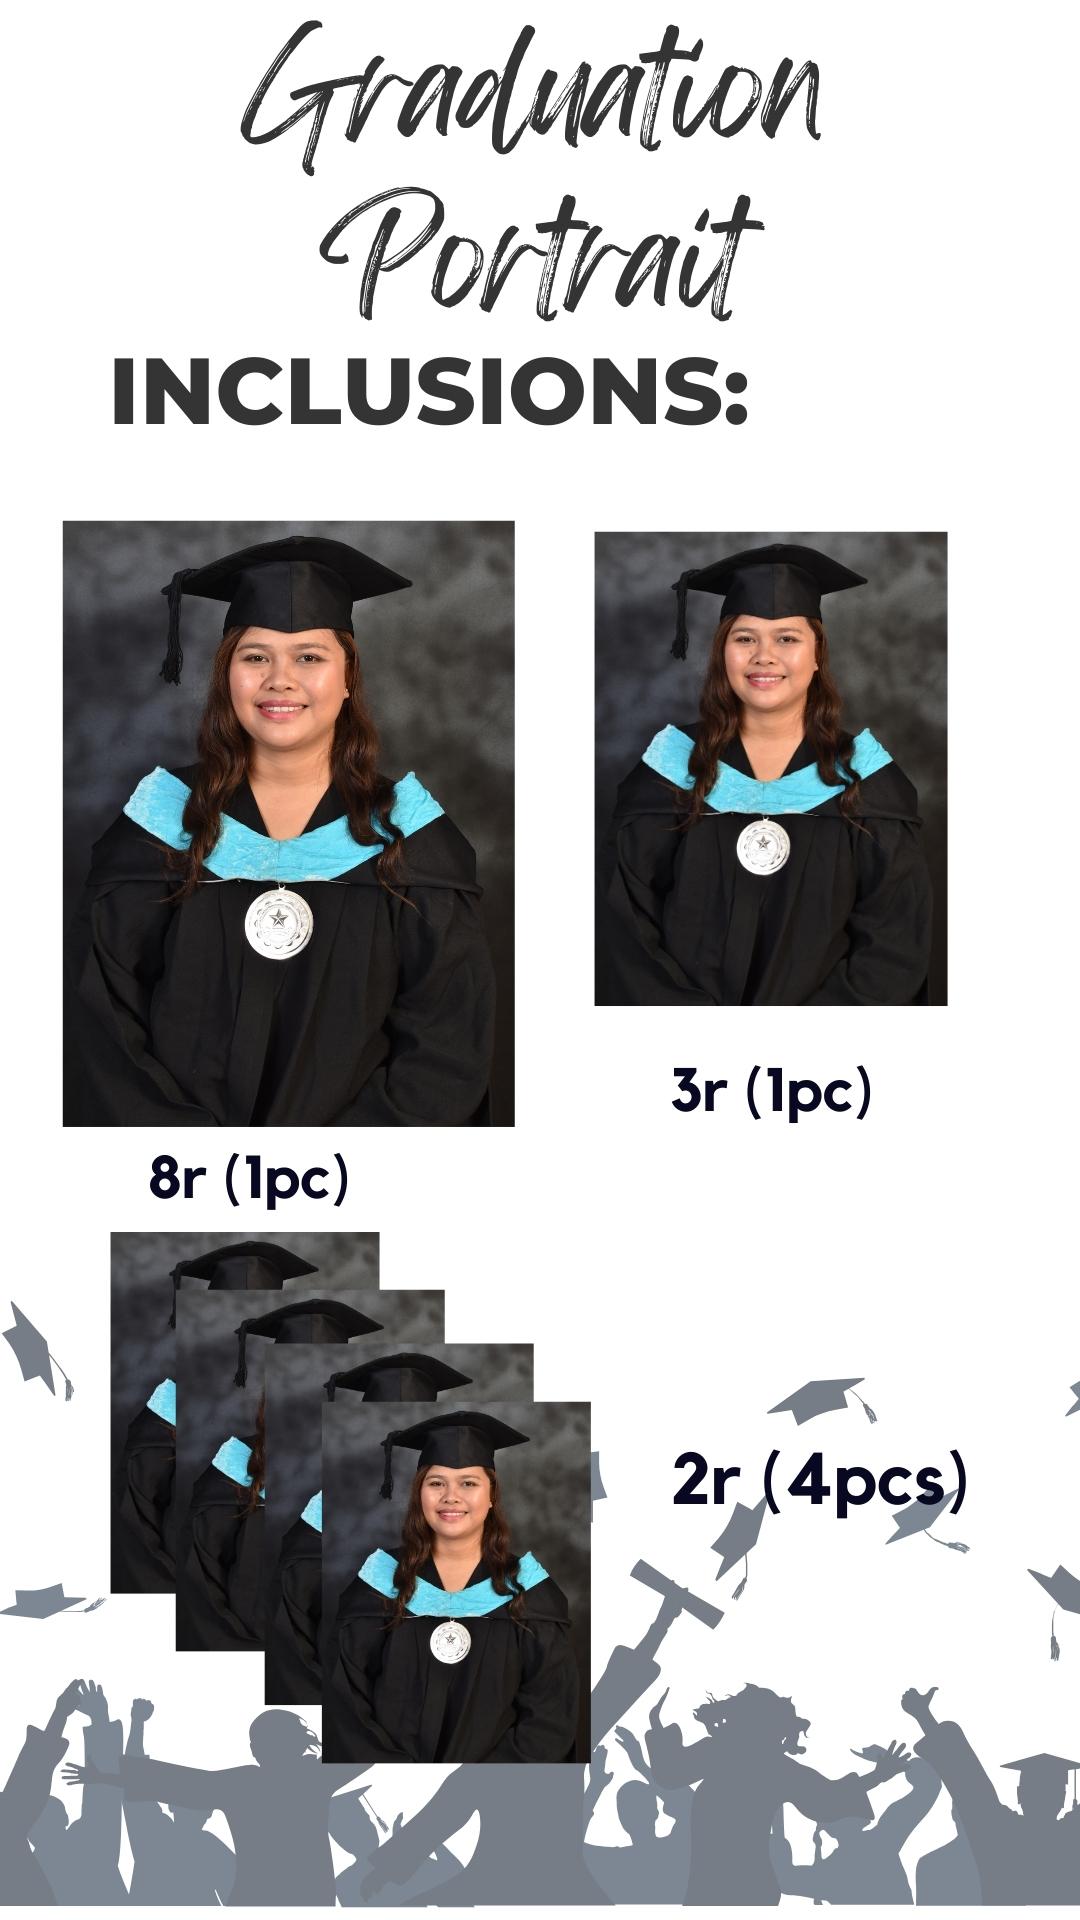 Graduation
Portrait
INCLUSIONS:
3r (1pc)
8r (1pc)
2r (4pcs)